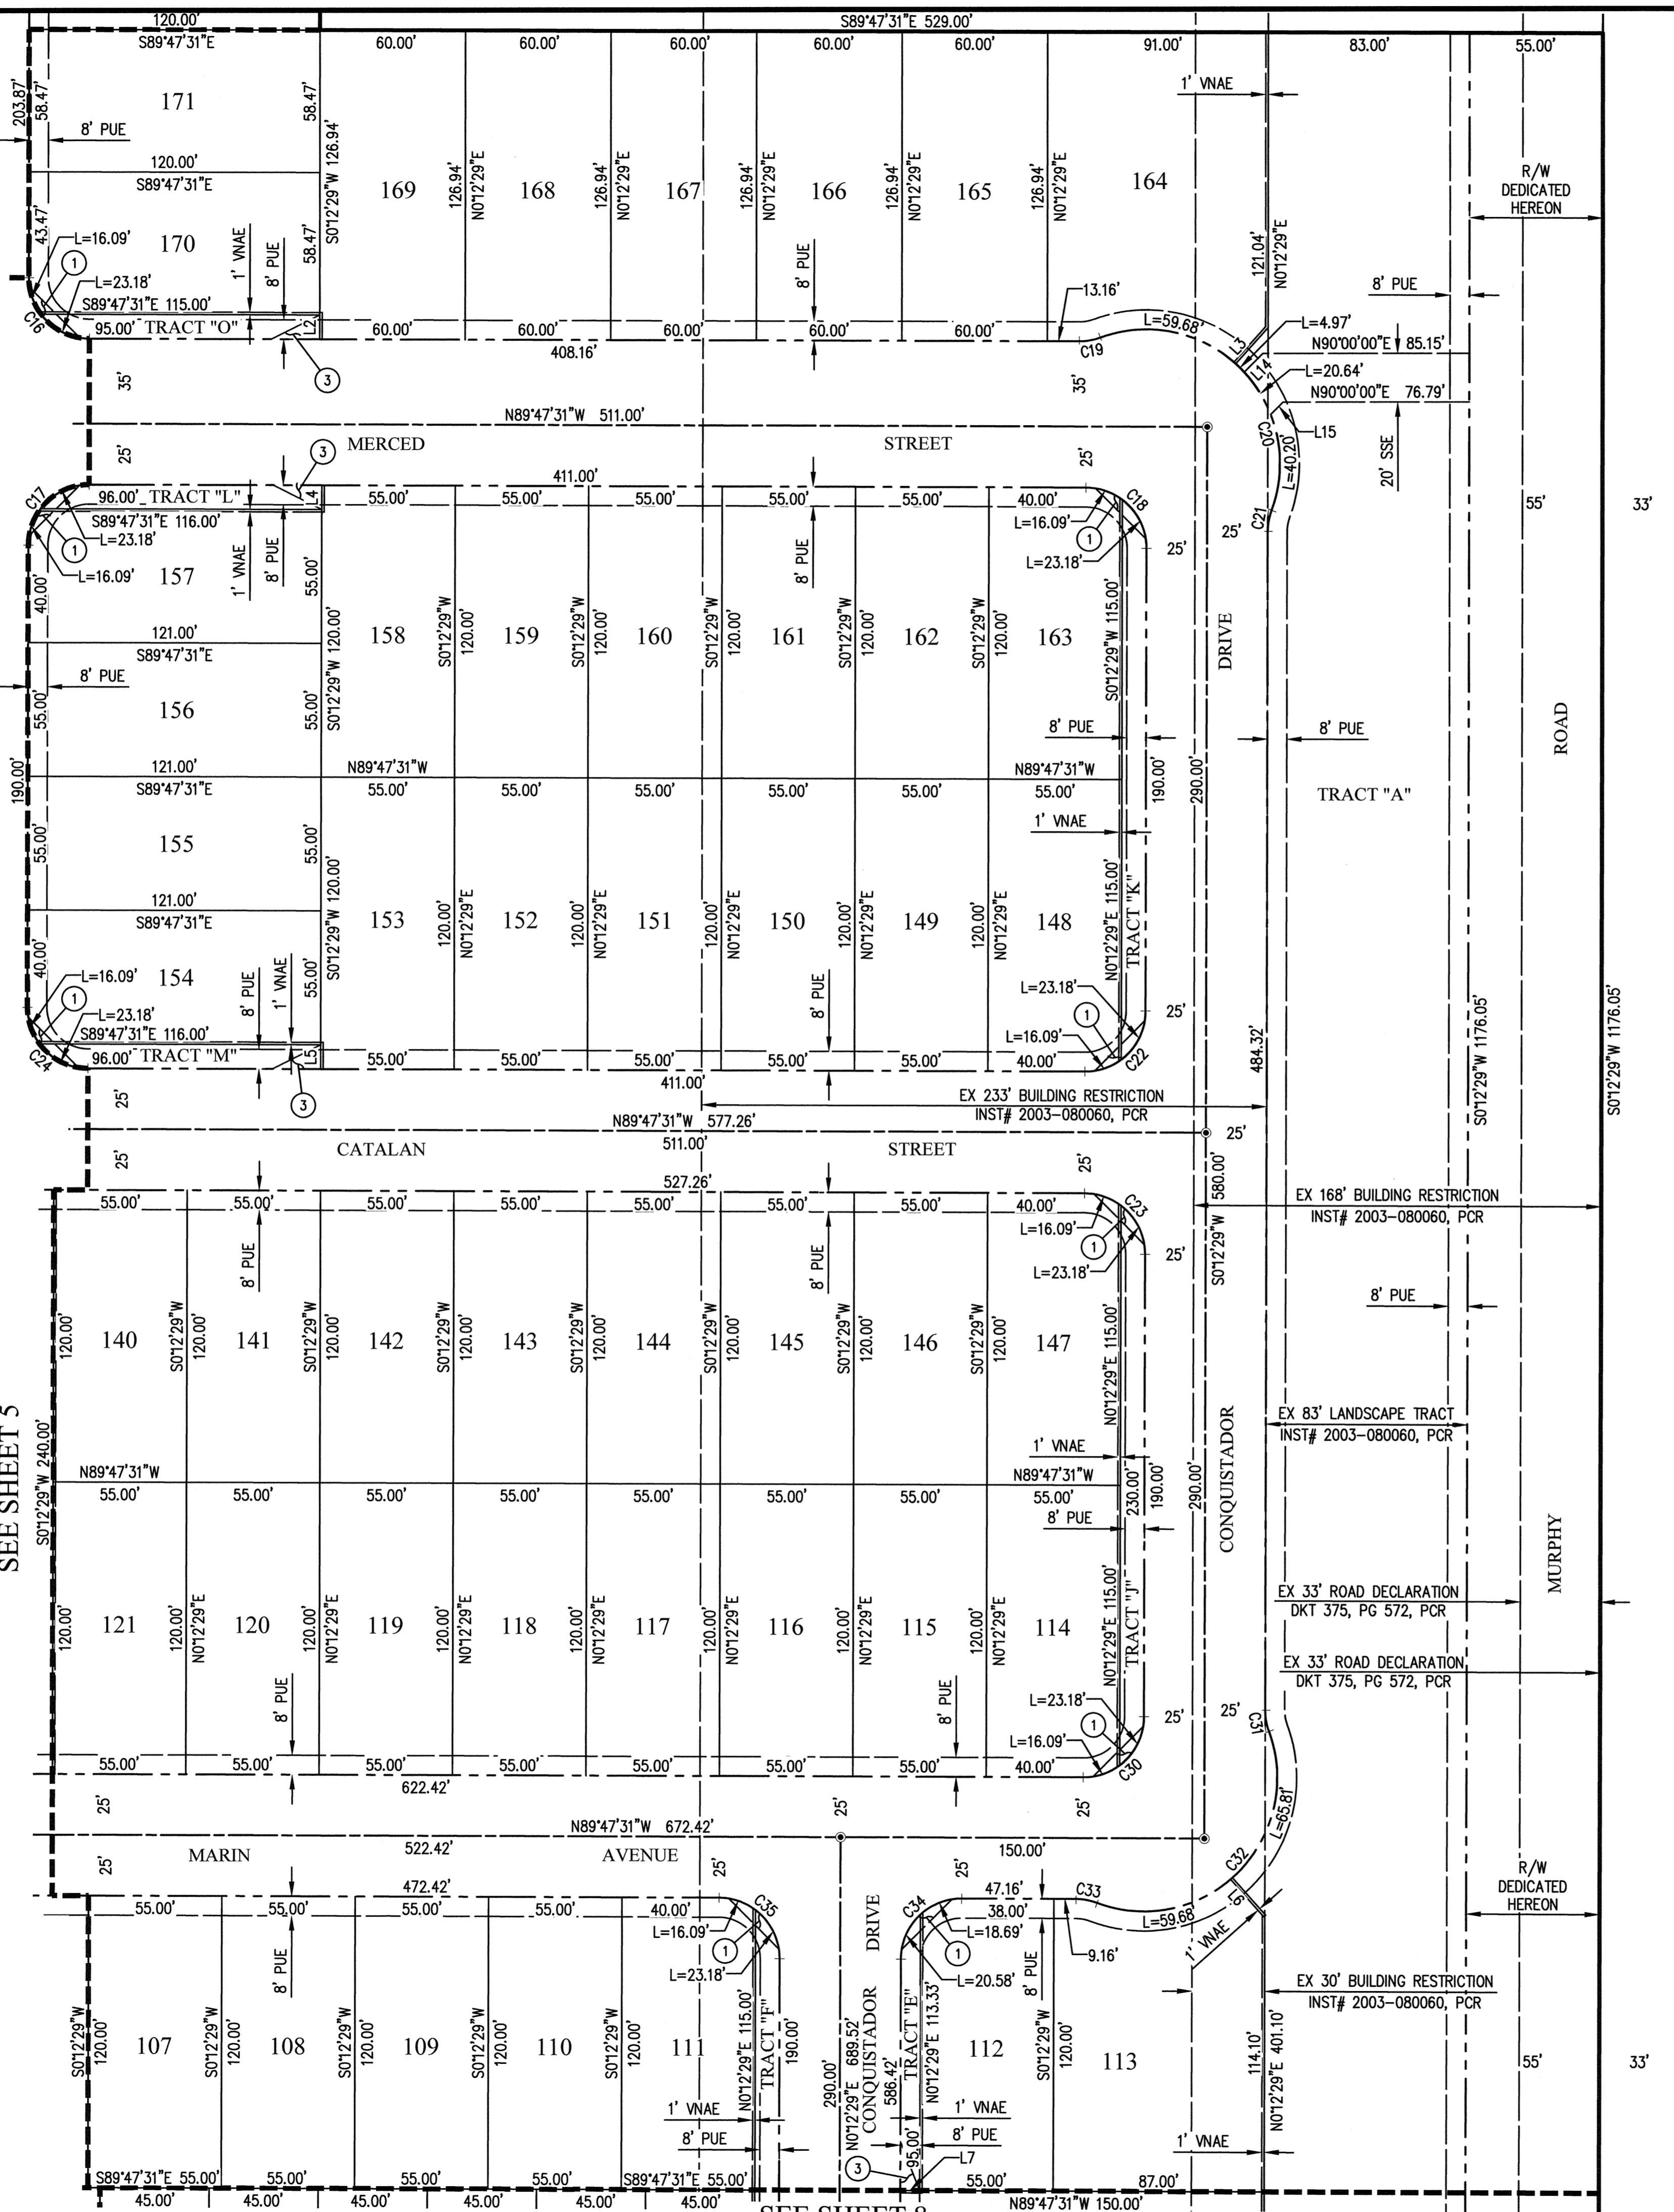 120.00'
S89°47'31"E 529.00'
S89°47'31"E
60.00'
60.00'
60.00'
60.00'
60.00'
91.00'
83.00'
55.00'
203.87'
58.47'
171
58.47'
8' PUE
1' VNAE
120.00'
S89°47'31"E
S0°12'29"W 126.94'
169
126.94'
N0°12'29"E
168
126.94'
N0°12'29"E
167
126.94'
N0°12'29"E
166
126.94'
N0°12'29"E
165
126.94'
N0°12'29"E
164
R/W
DEDICATED
HEREON
43.47'
L=16.09'
170
58.47'
1
L=23.18'
1' VNAE
8' PUE
8' PUE
121.04'
N0°12'29"E
8' PUE
S89°47'31"E 115.00'
C16
95.00'
TRACT "O"
L2
60.00'
60.00'
60.00'
60.00'
60.00'
13.16'
L=59.68'
L3
L=4.97'
408.16'
C19
N90°00'00"E 85.15'
L14
L=20.64'
3
35'
35'
N90°00'00"E 76.79'
L15
N89°47'31"W 511.00'
MERCED
STREET
C20
L=40.20'
20' SSE
25'
3
25'
411.00'
C17
96.00'
TRACT "L"
L4
55.00'
55.00'
55.00'
55.00'
55.00'
40.00'
C18
S89°47'31"E 116.00'
L=16.09'
C21
55'
33'
1
L=23.18'
L=16.09'
1' VNAE
8' PUE
8' PUE
1
L=23.18'
25'
25'
40.00'
157
55.00'
121.00'
S89°47'31"E
S0°12'29"W 120.00'
158
S0°12'29"W
120.00'
159
S0°12'29"W
120.00'
160
S0°12'29"W
120.00'
161
S0°12'29"W
120.00'
162
S0°12'29"W
120.00'
163
S0°12'29"W 115.00'
DRIVE
8' PUE
55.00'
156
55.00'
8' PUE
8' PUE
ROAD
190.00'
121.00'
S89°47'31"E
N89°47'31"W
55.00'
55.00'
55.00'
55.00'
55.00'
N89°47'31"W
55.00'
190.00'
290.00'
TRACT "A"
1' VNAE
55.00'
155
55.00'
121.00'
S89°47'31"E
S0°12'29"W 120.00'
153
120.00'
N0°12'29"E
152
120.00'
N0°12'29"E
151
120.00'
N0°12'29"E
150
120.00'
N0°12'29"E
149
120.00'
N0°12'29"E
148
N0°12'29"E 115.00'
TRACT "K"
40.00'
L=16.09'
154
55.00'
1
L=23.18'
8' PUE
1' VNAE
8' PUE
L=23.18'
1
L=16.09'
25'
S89°47'31"E 116.00'
C24
96.00'
TRACT "M"
L5
55.00'
55.00'
55.00'
55.00'
55.00'
40.00'
C22
484.32'
S0°12'29"W 1176.05'
S0°12'29"W 1176.05'
411.00'
25'
3
EX 233' BUILDING RESTRICTION
INST# 2003-080060, PCR
N89°47'31"W 577.26'
511.00'
25'
CATALAN
STREET
25'
25'
527.26'
55.00'
55.00'
55.00'
55.00'
55.00'
55.00'
55.00'
40.00'
C23
EX 168' BUILDING RESTRICTION
INST# 2003-080060, PCR
580.00'
S0°12'29"W
L=16.09'
1
L=23.18'
25'
8' PUE
8' PUE
8' PUE
120.00'
140
S0°12'29"W
120.00'
141
S0°12'29"W
120.00'
142
S0°12'29"W
120.00'
143
S0°12'29"W
120.00'
144
S0°12'29"W
120.00'
145
S0°12'29"W
120.00'
146
S0°12'29"W
120.00'
147
N0°12'29"E 115.00'
SEE SHEET 5
S0°12'29"W 240.00'
EX 83' LANDSCAPE TRACT
INST# 2003-080060, PCR
CONQUISTADOR
1' VNAE
N89°47'31"W
55.00'
55.00'
55.00'
55.00'
55.00'
55.00'
55.00'
N89°47'31"W
55.00'
8' PUE
230.00'
190.00'
290.00'
MURPHY
EX 33' ROAD DECLARATION
DKT 375, PG 572, PCR
120.00'
121
120.00'
N0°12'29"E
120
120.00'
N0°12'29"E
119
120.00'
N0°12'29"E
118
120.00'
N0°12'29"E
117
120.00'
N0°12'29"E
116
120.00'
N0°12'29"E
115
120.00'
N0°12'29"E
114
N0°12'29"E 115.00'
TRACT "J"
EX 33' ROAD DECLARATION
DKT 375, PG 572, PCR
8' PUE
8' PUE
L=23.18'
1
L=16.09'
25'
25'
C31
55.00'
55.00'
55.00'
55.00'
55.00'
55.00'
55.00'
40.00'
C30
622.42'
25'
25'
25'
L=65.81'
N89°47'31"W 672.42'
522.42'
150.00'
25'
MARIN
AVENUE
25'
25'
C32
R/W
DEDICATED
HEREON
472.42'
55.00'
55.00'
55.00'
55.00'
40.00'
C35
C34
47.16'
38.00'
C33
L=59.68'
L6
L=16.09'
1
L=23.18'
DRIVE
L=18.69'
1
L=20.58'
9.16'
1' VNAE
8' PUE
8' PUE
EX 30' BUILDING RESTRICTION
INST# 2003-080060, PCR
S0°12'29"W
120.00'
107
S0°12'29"W
120.00'
108
S0°12'29"W
120.00'
109
S0°12'29"W
120.00'
110
S0°12'29"W
120.00'
111
N0°12'29"E 115.00'
TRACT "F"
190.00'
290.00'
N0°12'29"E 689.52'
CONQUISTADOR
586.42'
TRACT "E"
N0°12'29"E 113.33'
112
S0°12'29"W
120.00'
113
114.10'
N0°12'29"E 401.10'
55'
33'
1' VNAE
8' PUE
1' VNAE
8' PUE
1' VNAE
3
95.00'
L7
S89°47'31"E 55.00'
55.00'
55.00'
55.00'
S89°47'31"E 55.00'
55.00'
87.00'
45.00'
45.00'
45.00'
45.00'
45.00'
N89°47'31"W 150.00'
SEE SHEET 8